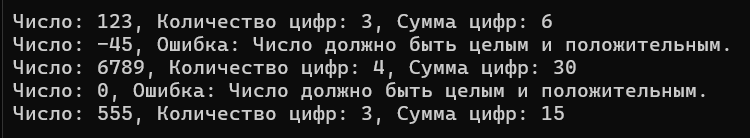 Число: 123, Количество цифр: 3, Сумма цифр: 6
Число: -45, Ошибка: Число должно быть целым и положительным.
Число: 6789, Количество цифр: 4, Сумма цифр: 30
Число: 0, Ошибка: Число должно быть целым и положительным.
Число: 555, Количество цифр: 3, Сумма цифр: 15